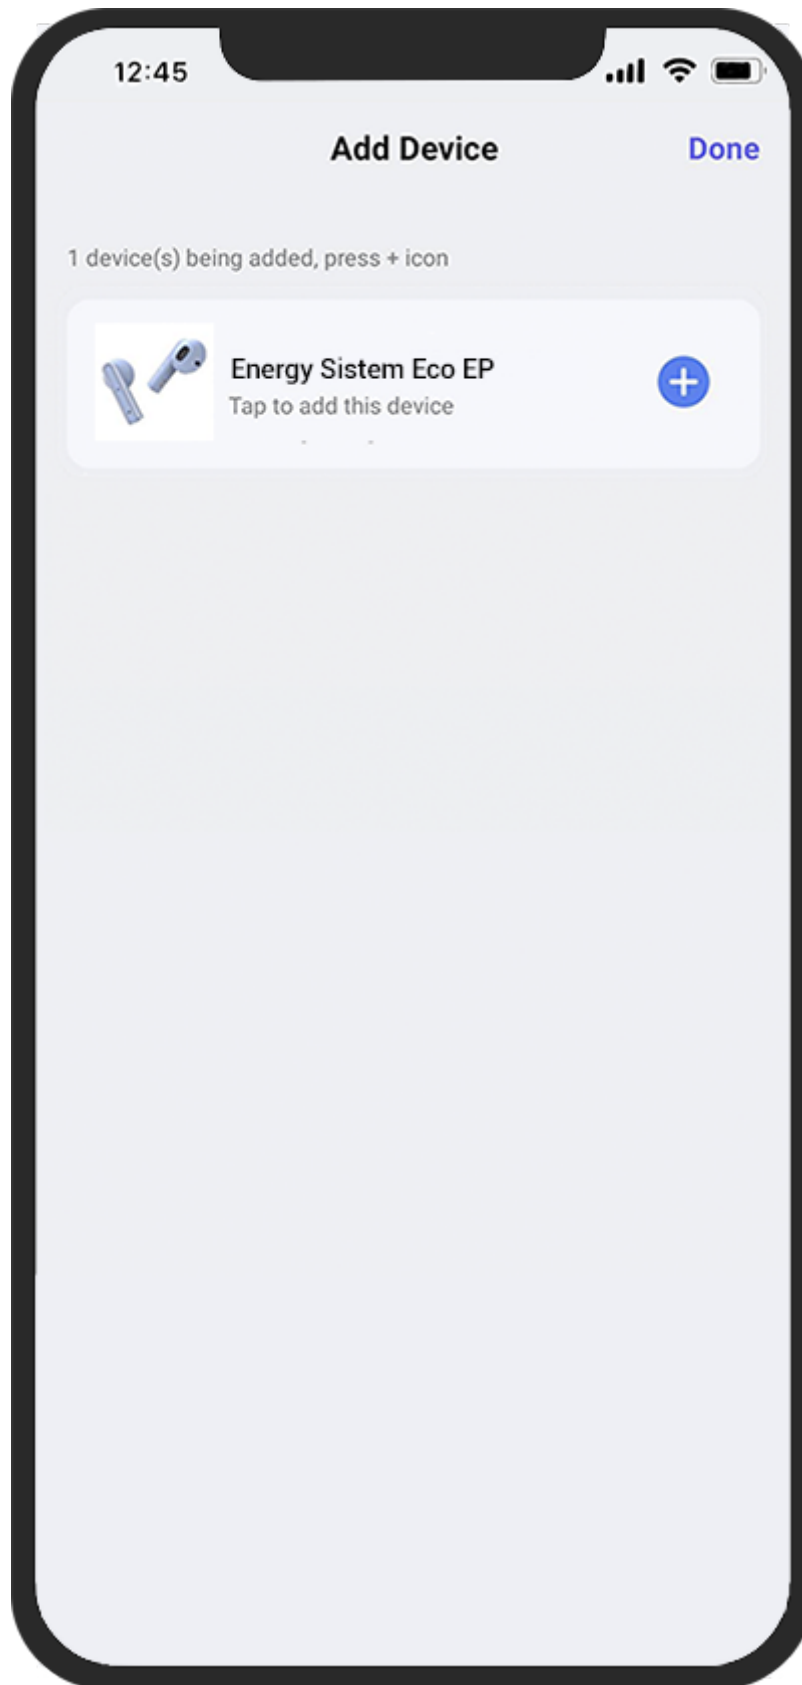 12:45
Add Device
Done
1 device(s) being added, press + icon
Energy Sistem Eco EP
Tap to add this device